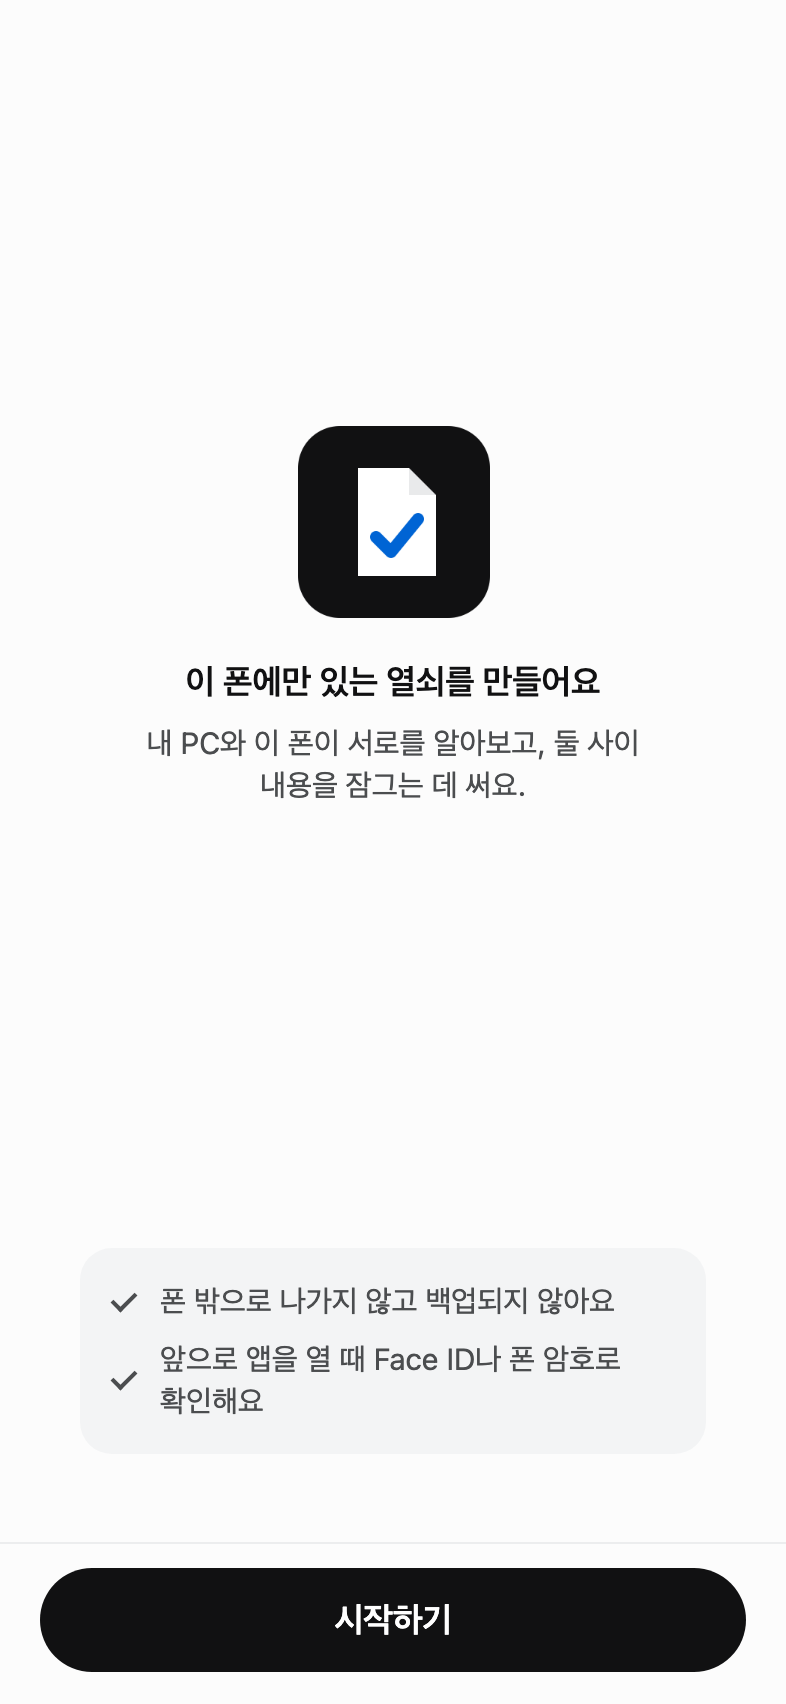 이 폰에만 있는 열쇠를 만들어요
내 PC와 이 폰이 서로를 알아보고, 둘 사이
내용을 잠그는 데 써요.
폰 밖으로 나가지 않고 백업되지 않아요
앞으로 앱을 열 때 Face ID나 폰 암호로
확인해요
시작하기